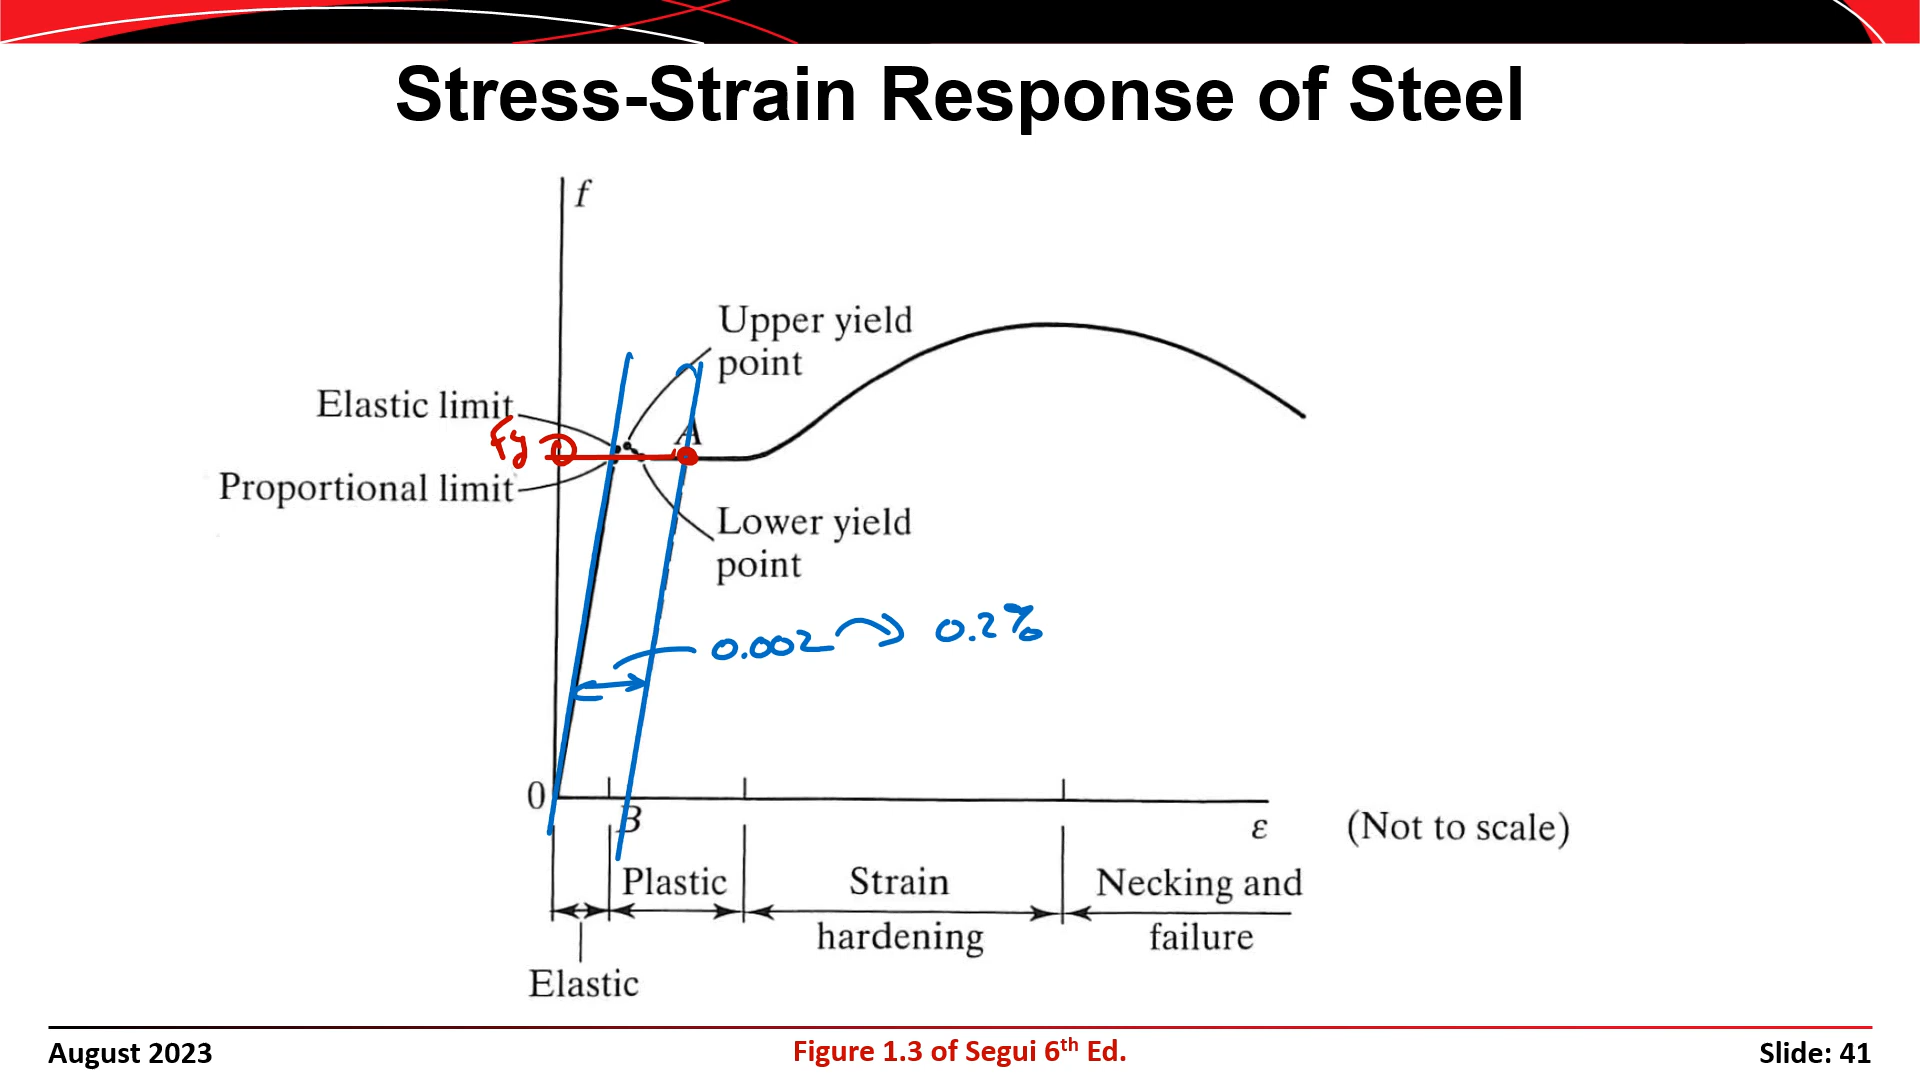 Stress-Strain Response of Steel
f
Upper yield
point
Elastic limit
Fy
A
Proportional limit
Lower yield
point
0.002 → 0.2%
0
B
ε
(Not to scale)
Plastic
Strain
hardening
Necking and
failure
Elastic
August 2023
Figure 1.3 of Segui 6th Ed.
Slide: 41